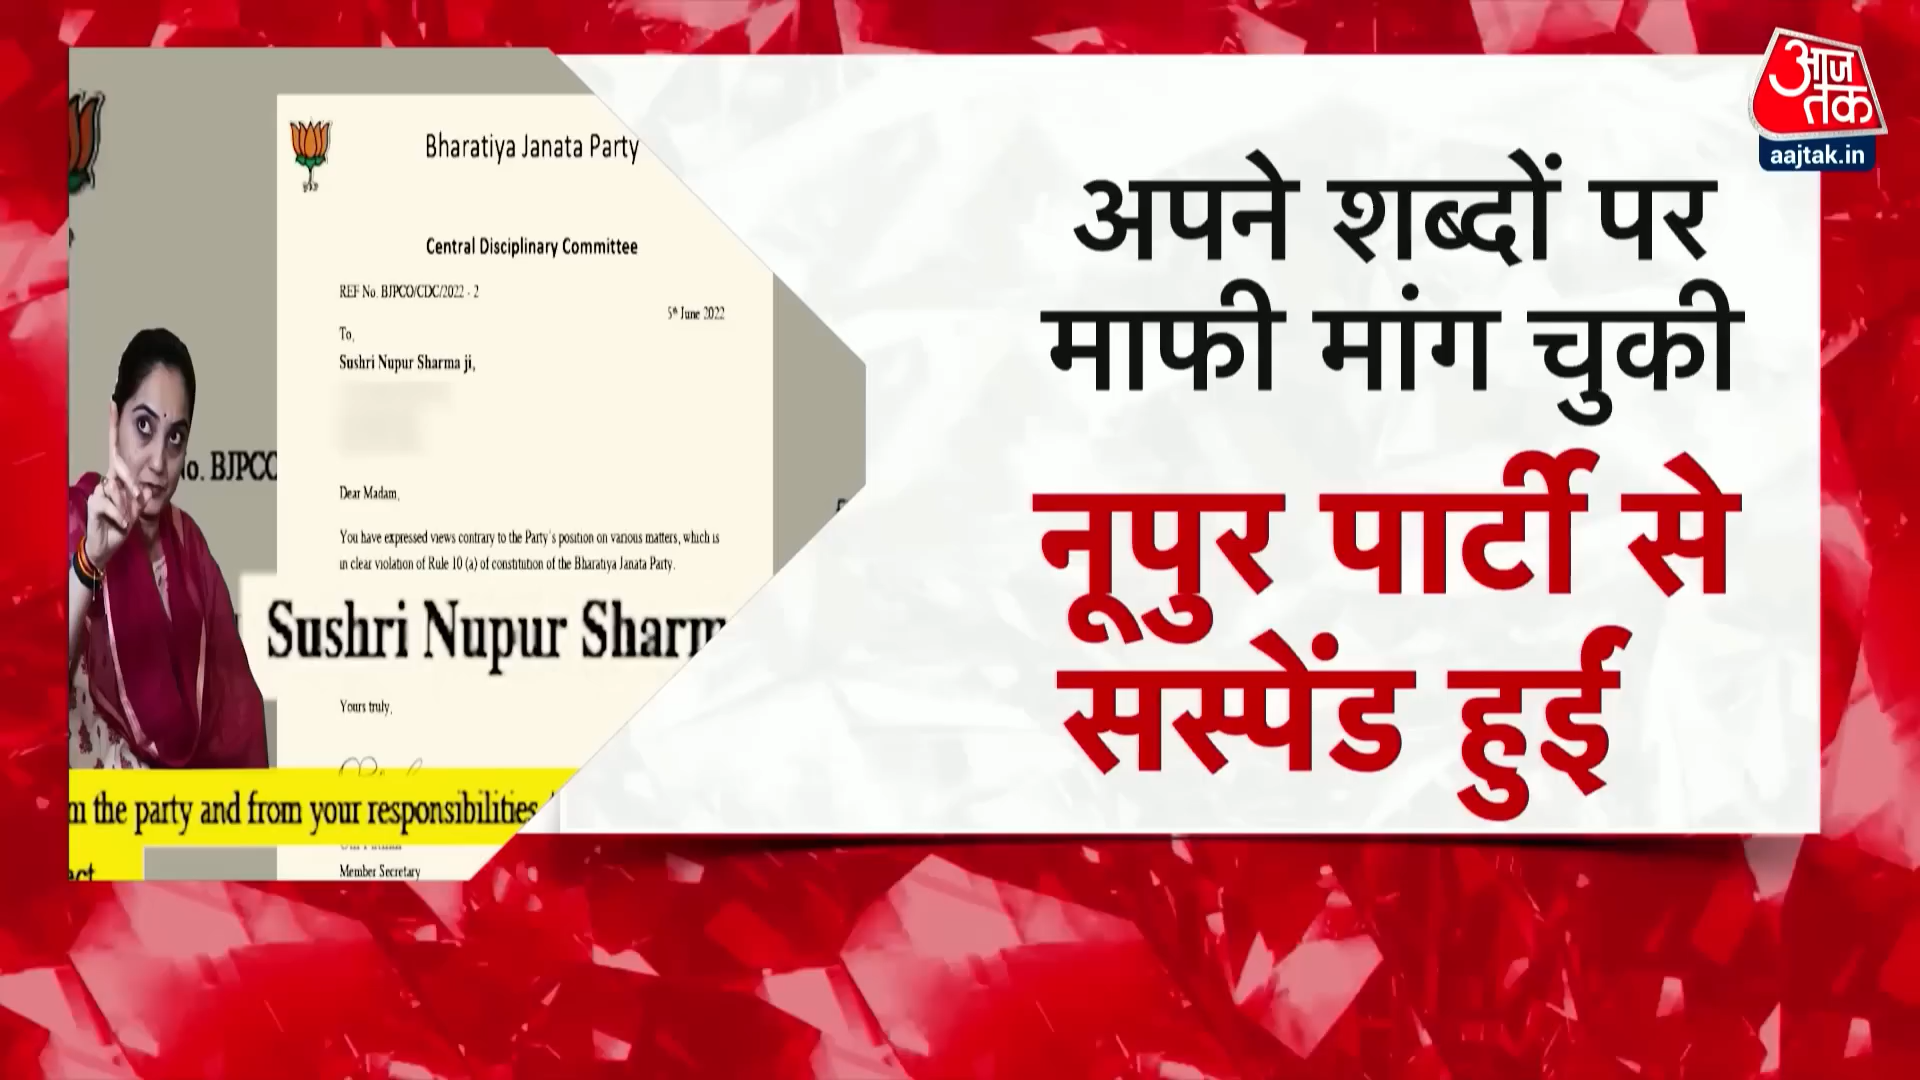 आज
तक
aajtak.in
Bharatiya Janata Party
Central Disciplinary Committee
REF No. BJPCO/CDC/2022 - 2
5th June 2022
To,
Sushri Nupur Sharma ji,
No. BJPCO
Dear Madam,
You have expressed views contrary to the Party's position on various matters, which is
in clear violation of Rule 10 (a) of constitution of the Bharatiya Janata Party.
Sushri Nupur Sharm
Yours truly,
the party and from your responsibilities
Member Secretary
अपने शब्दों पर
माफी मांग चुकी
नूपुर पार्टी से
सस्पेंड हुईं